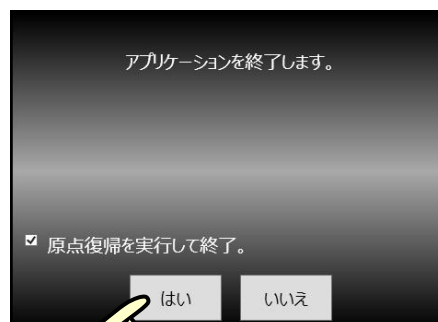 アプリケーションを終了します。
原点復帰を実行して終了。
はい
いいえ